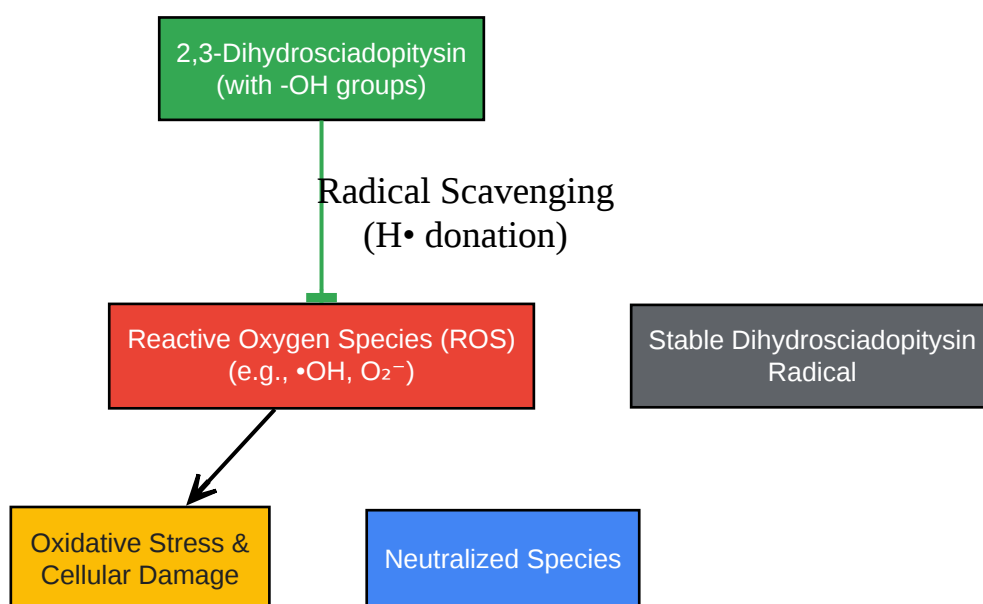 2,3-Dihydrosciadopitysin
(with -OH groups)
Radical Scavenging
(H• donation)
Reactive Oxygen Species (ROS)
(e.g., •OH, O₂⁻)
Stable Dihydrosciadopitysin
Radical
Oxidative Stress &
Cellular Damage
Neutralized Species